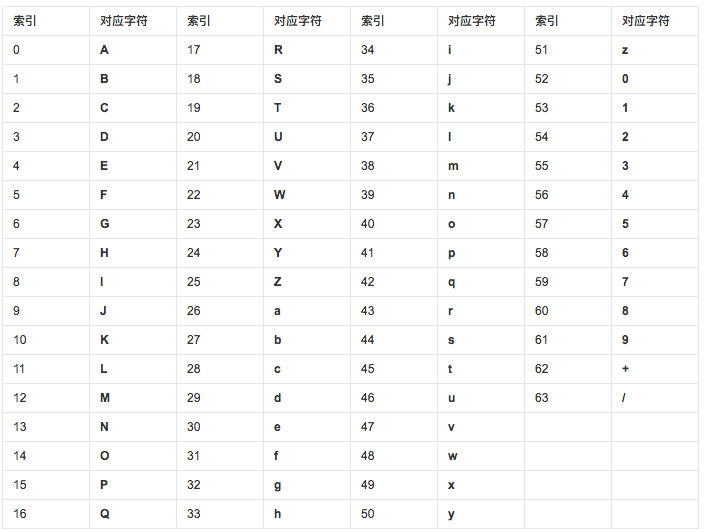 索引 对应字符 索引 对应字符 索引 对应字符 索引 对应字符
0 A 17 R 34 i 51 z
1 B 18 S 35 j 52 0
2 C 19 T 36 k 53 1
3 D 20 U 37 l 54 2
4 E 21 V 38 m 55 3
5 F 22 W 39 n 56 4
6 G 23 X 40 o 57 5
7 H 24 Y 41 p 58 6
8 I 25 Z 42 q 59 7
9 J 26 a 43 r 60 8
10 K 27 b 44 s 61 9
11 L 28 c 45 t 62 +
12 M 29 d 46 u 63 /
13 N 30 e 47 v
14 O 31 f 48 w
15 P 32 g 49 x
16 Q 33 h 50 y